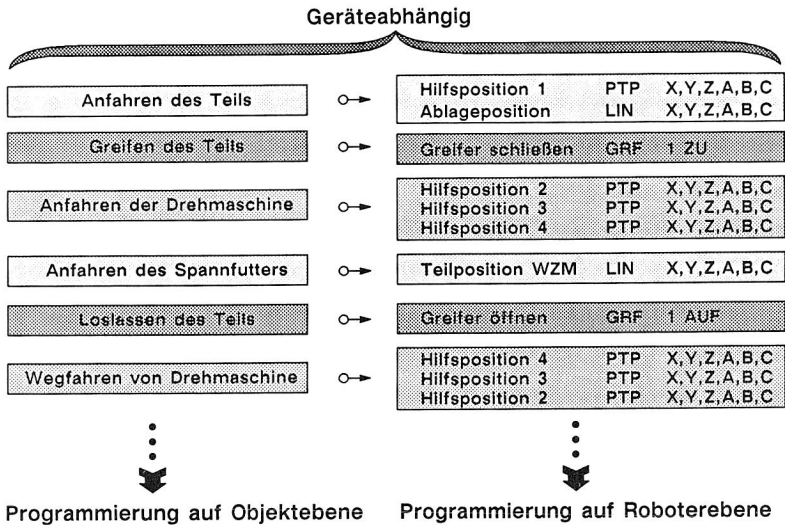 Geräteabhängig
Anfahren des Teils
Hilfsposition 1 PTP X,Y,Z,A,B,C
Ablageposition LIN X,Y,Z,A,B,C
Greifen des Teils
Greifer schließen GRF 1 ZU
Anfahren der Drehmaschine
Hilfsposition 2 PTP X,Y,Z,A,B,C
Hilfsposition 3 PTP X,Y,Z,A,B,C
Hilfsposition 4 PTP X,Y,Z,A,B,C
Anfahren des Spannfutters
Teilposition WZM LIN X,Y,Z,A,B,C
Loslassen des Teils
Greifer öffnen GRF 1 AUF
Wegfahren von Drehmaschine
Hilfsposition 4 PTP X,Y,Z,A,B,C
Hilfsposition 3 PTP X,Y,Z,A,B,C
Hilfsposition 2 PTP X,Y,Z,A,B,C
Programmierung auf Objektebene
Programmierung auf Roboterebene